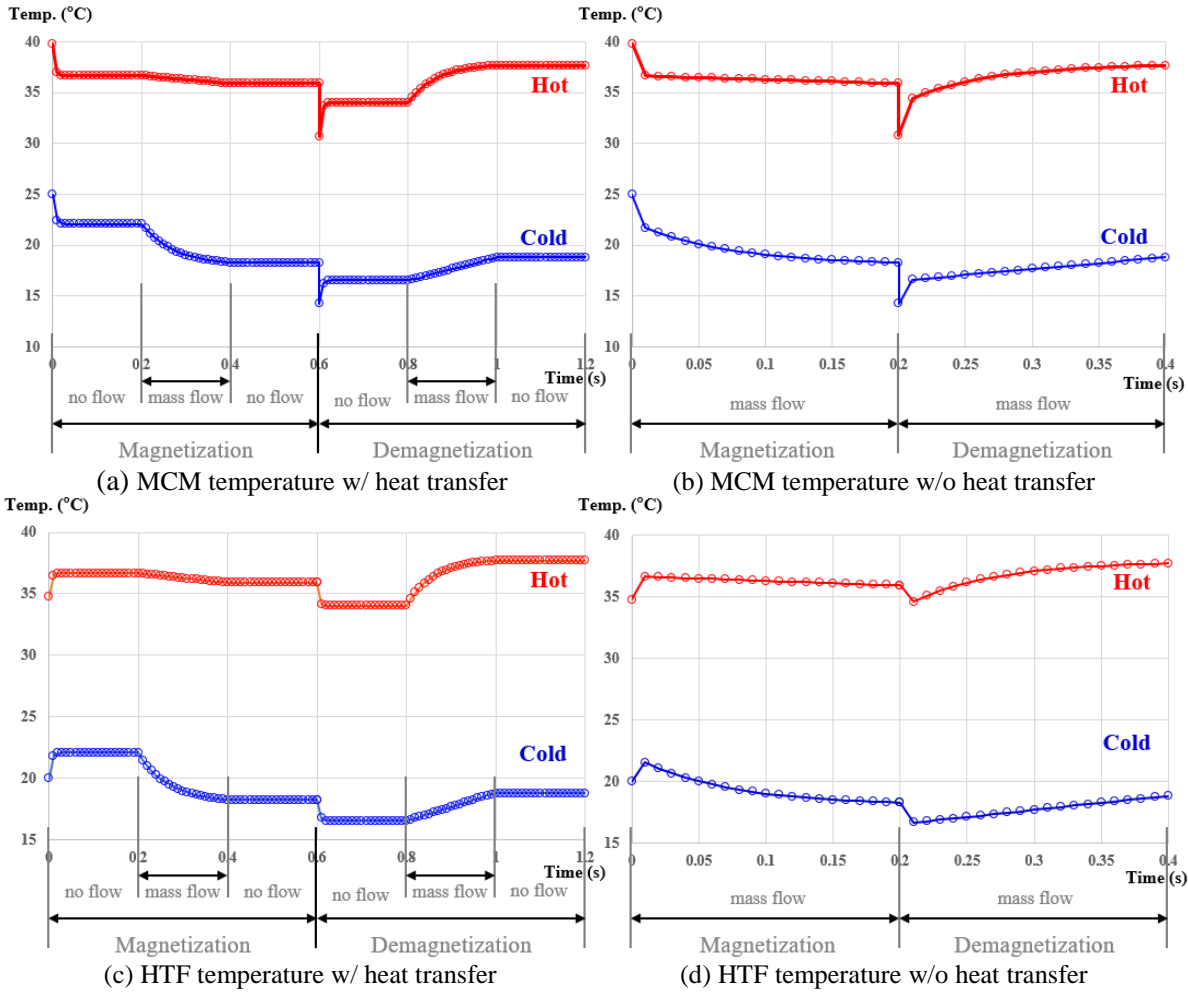 Temp. (°C)
40
35
30
25
20
15
10
Hot
Cold
0 0.2 0.4 0.6 0.8 1 1.2
Time (s)
no flow mass flow no flow no flow mass flow no flow
Magnetization Demagnetization
(a) MCM temperature w/ heat transfer
Temp. (°C)
40
35
30
25
20
15
10
Hot
Cold
0 0.05 0.1 0.15 0.2 0.25 0.3 0.35 0.4
Time (s)
mass flow mass flow
Magnetization Demagnetization
(b) MCM temperature w/o heat transfer
Temp. (°C)
40
35
30
25
20
15
Hot
Cold
0 0.2 0.4 0.6 0.8 1 1.2
Time (s)
no flow mass flow no flow no flow mass flow no flow
Magnetization Demagnetization
(c) HTF temperature w/ heat transfer
Temp. (°C)
40
35
30
25
20
15
Hot
Cold
0 0.05 0.1 0.15 0.2 0.25 0.3 0.35 0.4
Time (s)
mass flow mass flow
Magnetization Demagnetization
(d) HTF temperature w/o heat transfer